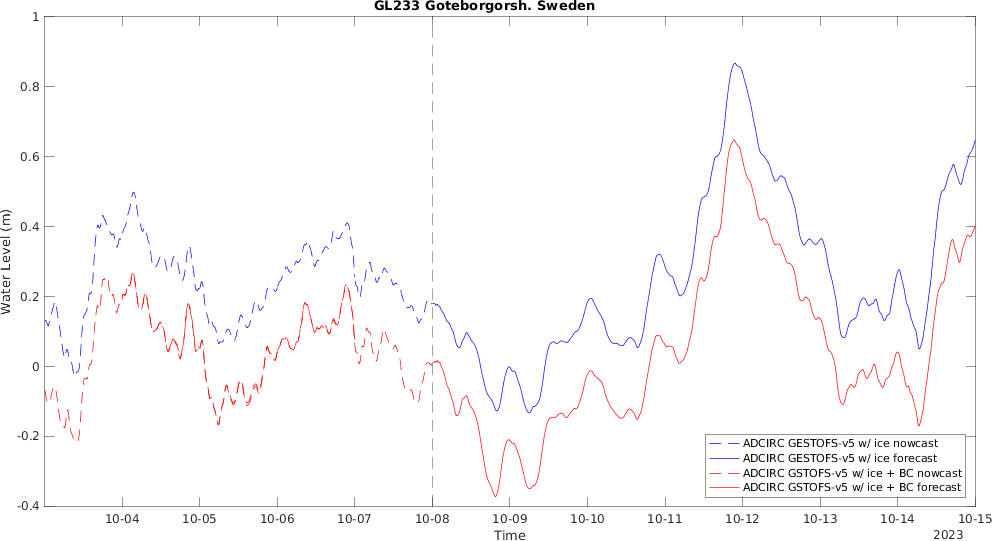 GL233 Goteborgorsh. Sweden
1
0.8
0.6
0.4
0.2
0
-0.2
-0.4
Water Level (m)
ADCIRC GESTOFS-v5 w/ ice nowcast
ADCIRC GESTOFS-v5 w/ ice forecast
ADCIRC GSTOFS-v5 w/ ice + BC nowcast
ADCIRC GSTOFS-v5 w/ ice + BC forecast
10-04 10-05 10-06 10-07 10-08 10-09 10-10 10-11 10-12 10-13 10-14 10-15
Time
2023